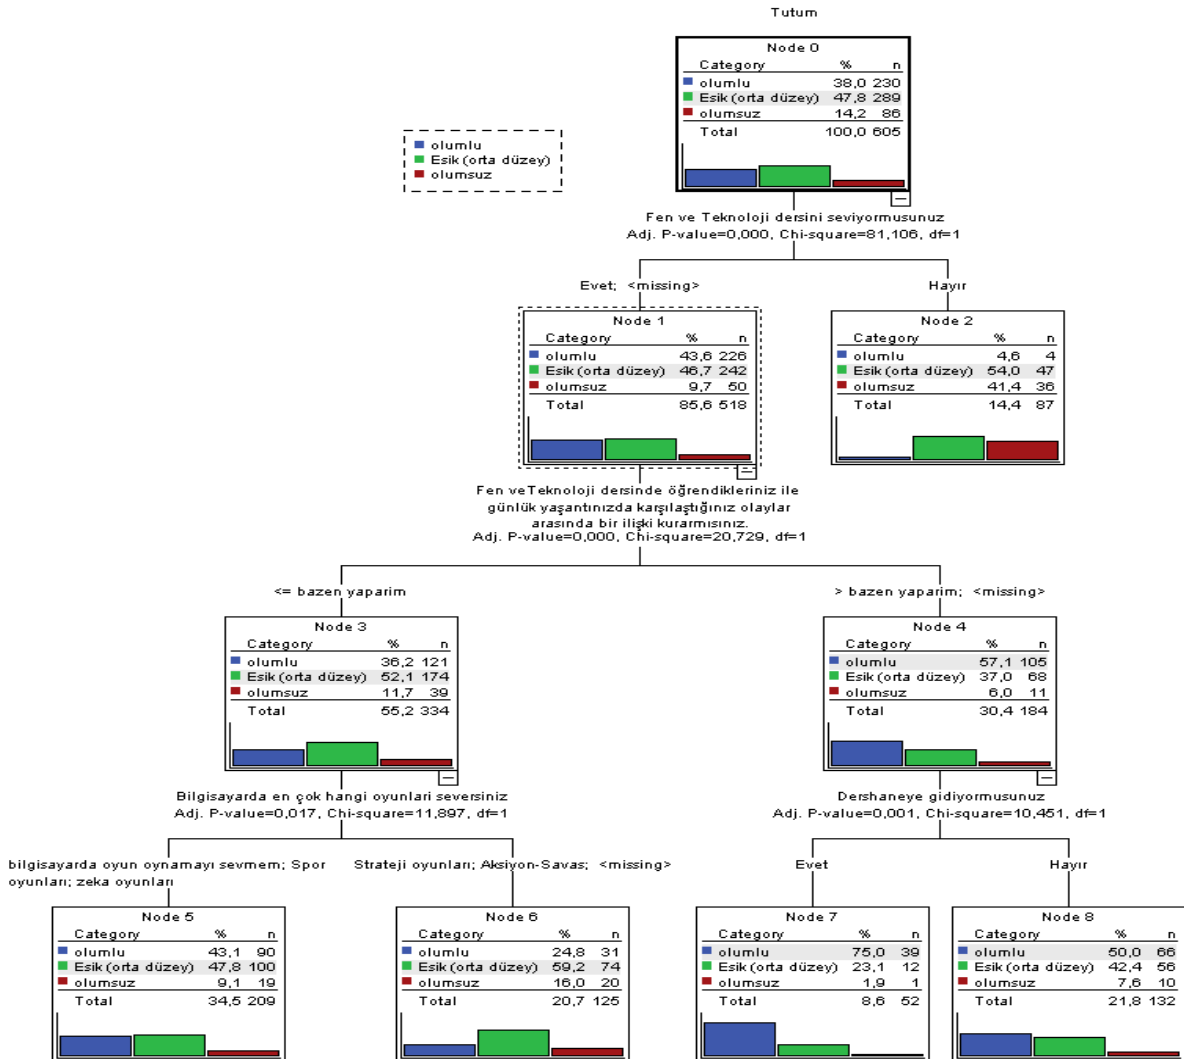 Tutum
Node 0
Category % n
olumlu 38,0 230
Esik (orta düzey) 47,8 289
olumsuz 14,2 86
Total 100,0 605
olumlu
Esik (orta düzey)
olumsuz
Fen ve Teknoloji dersini seviyormusunuz
Adj. P-value=0,000, Chi-square=81,106, df=1
Evet; <missing>
Hayır
Node 1
Category % n
olumlu 43,6 226
Esik (orta düzey) 46,7 242
olumsuz 9,7 50
Total 85,6 518
Node 2
Category % n
olumlu 4,6 4
Esik (orta düzey) 54,0 47
olumsuz 41,4 36
Total 14,4 87
Fen veTeknoloji dersinde öğrendikleriniz ile
günlük yaşantınızda karşılaştığınız olaylar
arasında bir ilişki kurarmısınız.
Adj. P-value=0,000, Chi-square=20,729, df=1
<= bazen yaparim
> bazen yaparim; <missing>
Node 3
Category % n
olumlu 36,2 121
Esik (orta düzey) 52,1 174
olumsuz 11,7 39
Total 55,2 334
Node 4
Category % n
olumlu 57,1 105
Esik (orta düzey) 37,0 68
olumsuz 6,0 11
Total 30,4 184
Bilgisayarda en çok hangi oyunlari seversiniz
Adj. P-value=0,017, Chi-square=11,897, df=1
Dershaneye gidiyormusunuz
Adj. P-value=0,001, Chi-square=10,451, df=1
bilgisayarda oyun oynamayı sevmem; Spor
oyunları; zeka oyunları
Strateji oyunları; Aksiyon-Savas; <missing>
Evet
Hayır
Node 5
Category % n
olumlu 43,1 90
Esik (orta düzey) 47,8 100
olumsuz 9,1 19
Total 34,5 209
Node 6
Category % n
olumlu 24,8 31
Esik (orta düzey) 59,2 74
olumsuz 16,0 20
Total 20,7 125
Node 7
Category % n
olumlu 75,0 39
Esik (orta düzey) 23,1 12
olumsuz 1,9 1
Total 8,6 52
Node 8
Category % n
olumlu 50,0 66
Esik (orta düzey) 42,4 56
olumsuz 7,6 10
Total 21,8 132